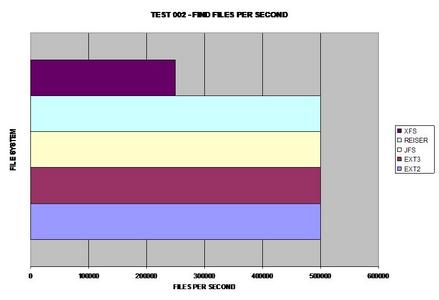 TEST 002 - FIND FILES PER SECOND
FILE SYSTEM
XFS
REISER
JFS
EXT3
EXT2
0 100000 200000 300000 400000 500000 600000
FILES PER SECOND